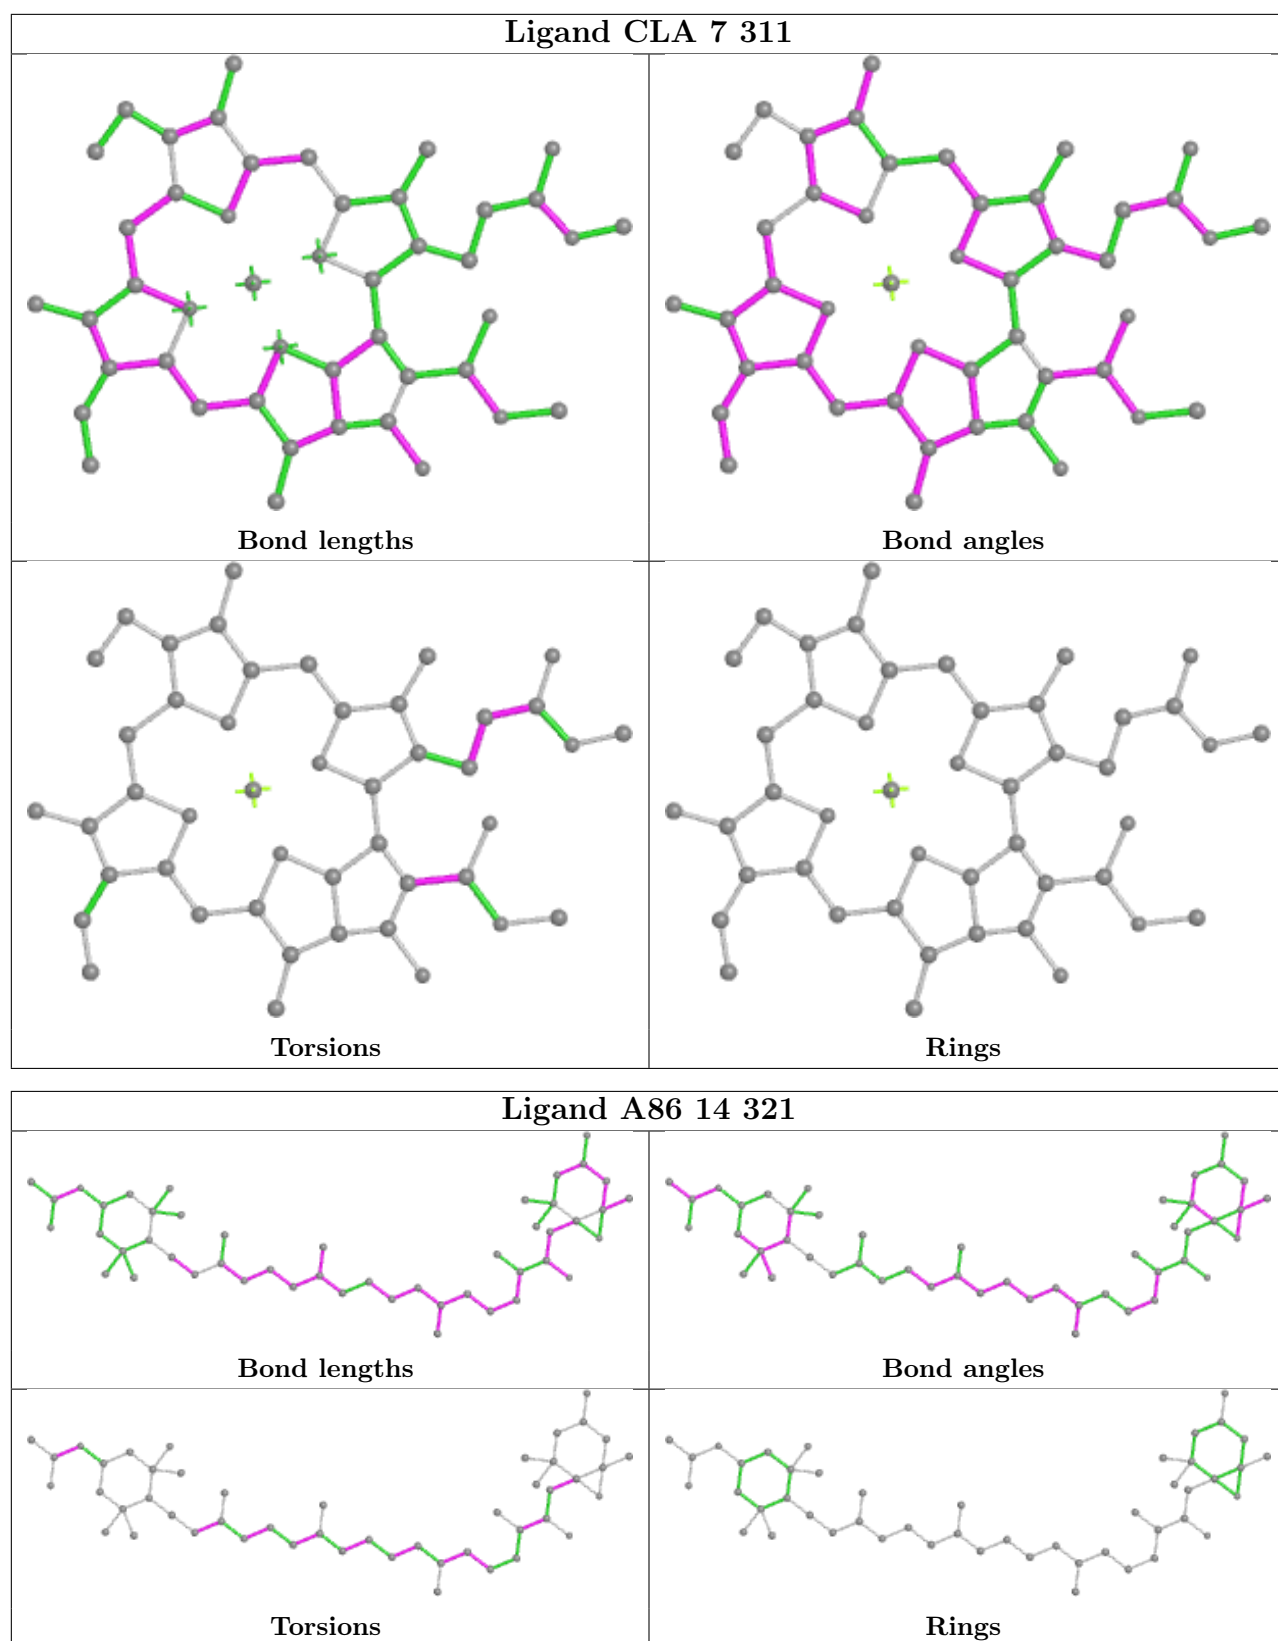 Ligand CLA 7 311
Bond lengths
Bond angles
Torsions
Rings
Ligand A86 14 321
Bond lengths
Bond angles
Torsions
Rings